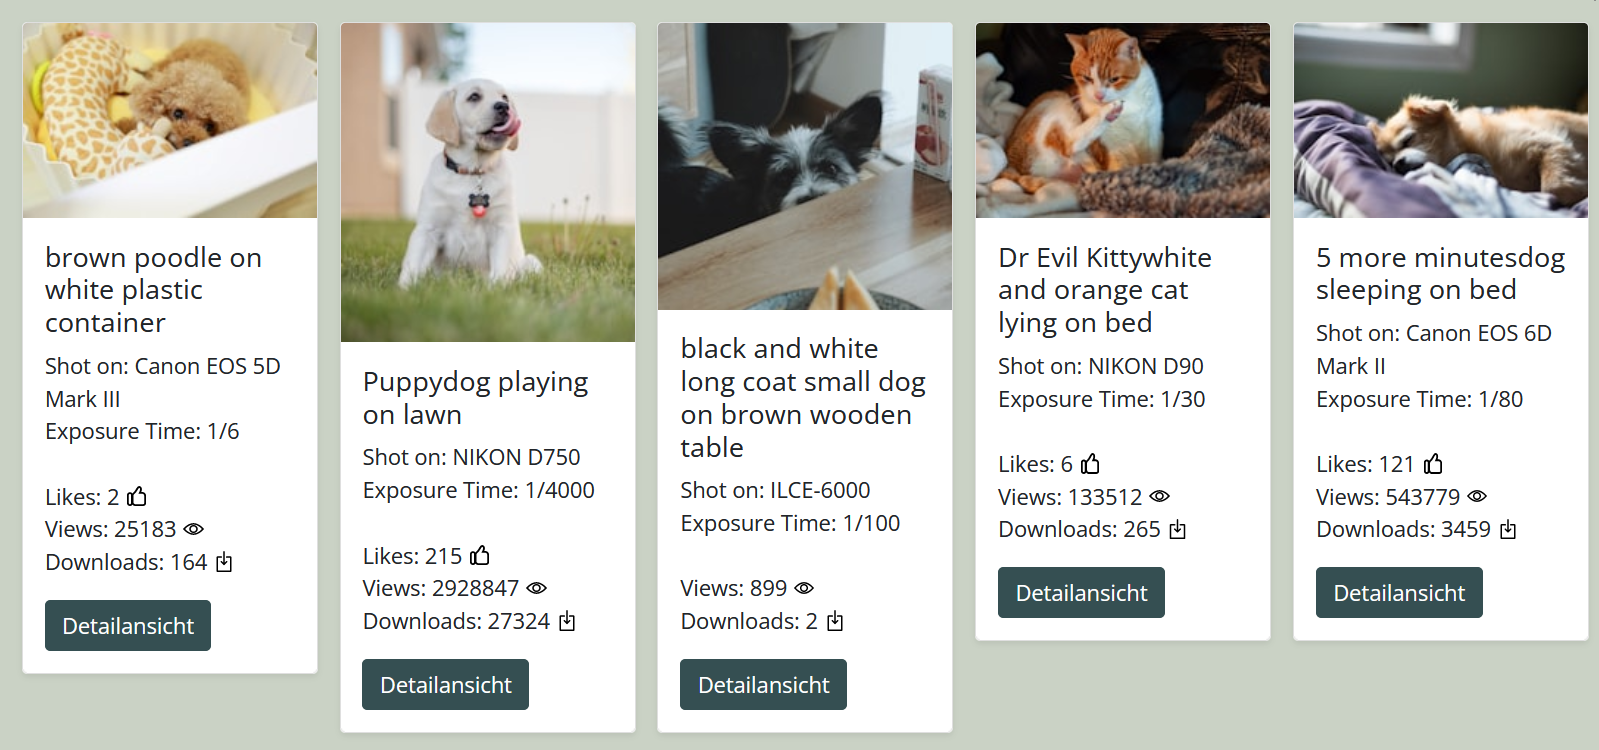 brown poodle on
white plastic
container
Shot on: Canon EOS 5D
Mark III
Exposure Time: 1/6
Likes: 2
Views: 25183
Downloads: 164
Detailansicht
Puppydog playing
on lawn
Shot on: NIKON D750
Exposure Time: 1/4000
Likes: 215
Views: 2928847
Downloads: 27324
Detailansicht
black and white
long coat small dog
on brown wooden
table
Shot on: ILCE-6000
Exposure Time: 1/100
Views: 899
Downloads: 2
Detailansicht
Dr Evil Kittywhite
and orange cat
lying on bed
Shot on: NIKON D90
Exposure Time: 1/30
Likes: 6
Views: 133512
Downloads: 265
Detailansicht
5 more minutesdog
sleeping on bed
Shot on: Canon EOS 6D
Mark II
Exposure Time: 1/80
Likes: 121
Views: 543779
Downloads: 3459
Detailansicht